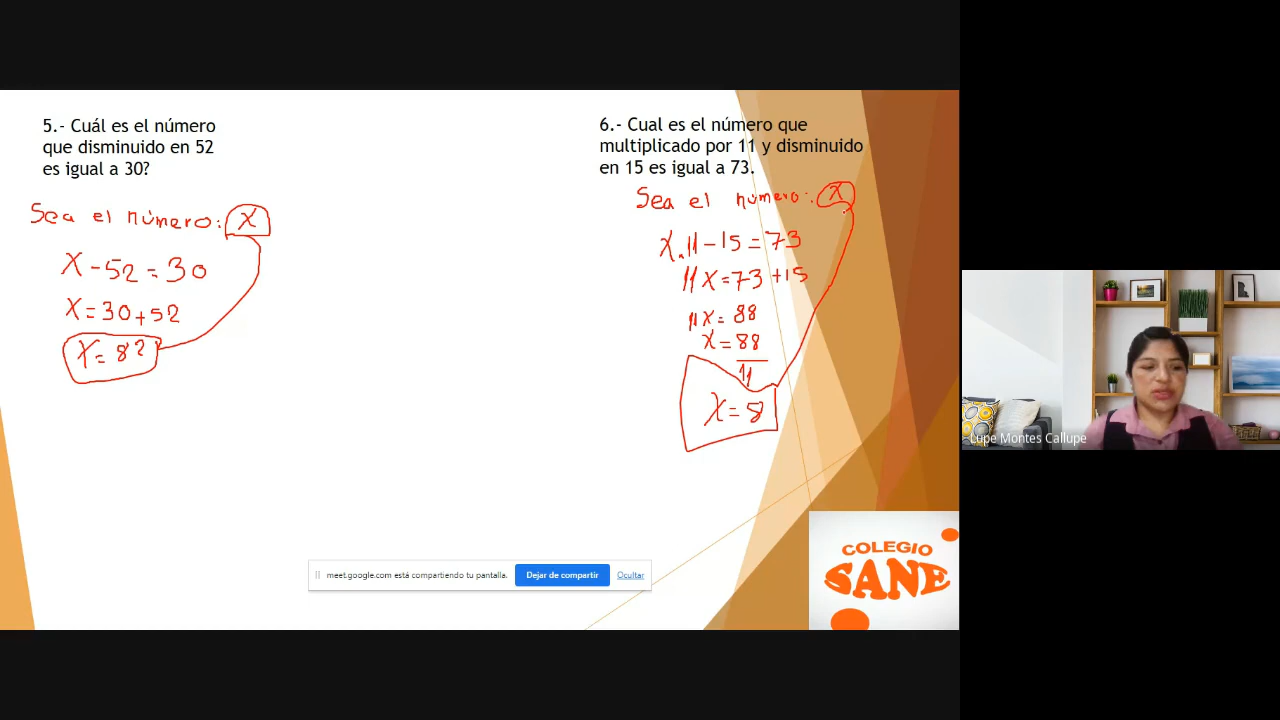 5.- Cuál es el número
que disminuido en 52
es igual a 30?
Sea el número: X
X - 52 = 30
X = 30 + 52
X = 82
6.- Cual es el número que
multiplicado por 11 y disminuido
en 15 es igual a 73.
Sea el número: X
X . 11 - 15 = 73
11 X = 73 + 15
11 X = 88
X = 88
11
X = 8
meet.google.com está compartiendo tu pantalla.
Dejar de compartir
Ocultar
COLEGIO
SANE
Lupe Montes Callupe